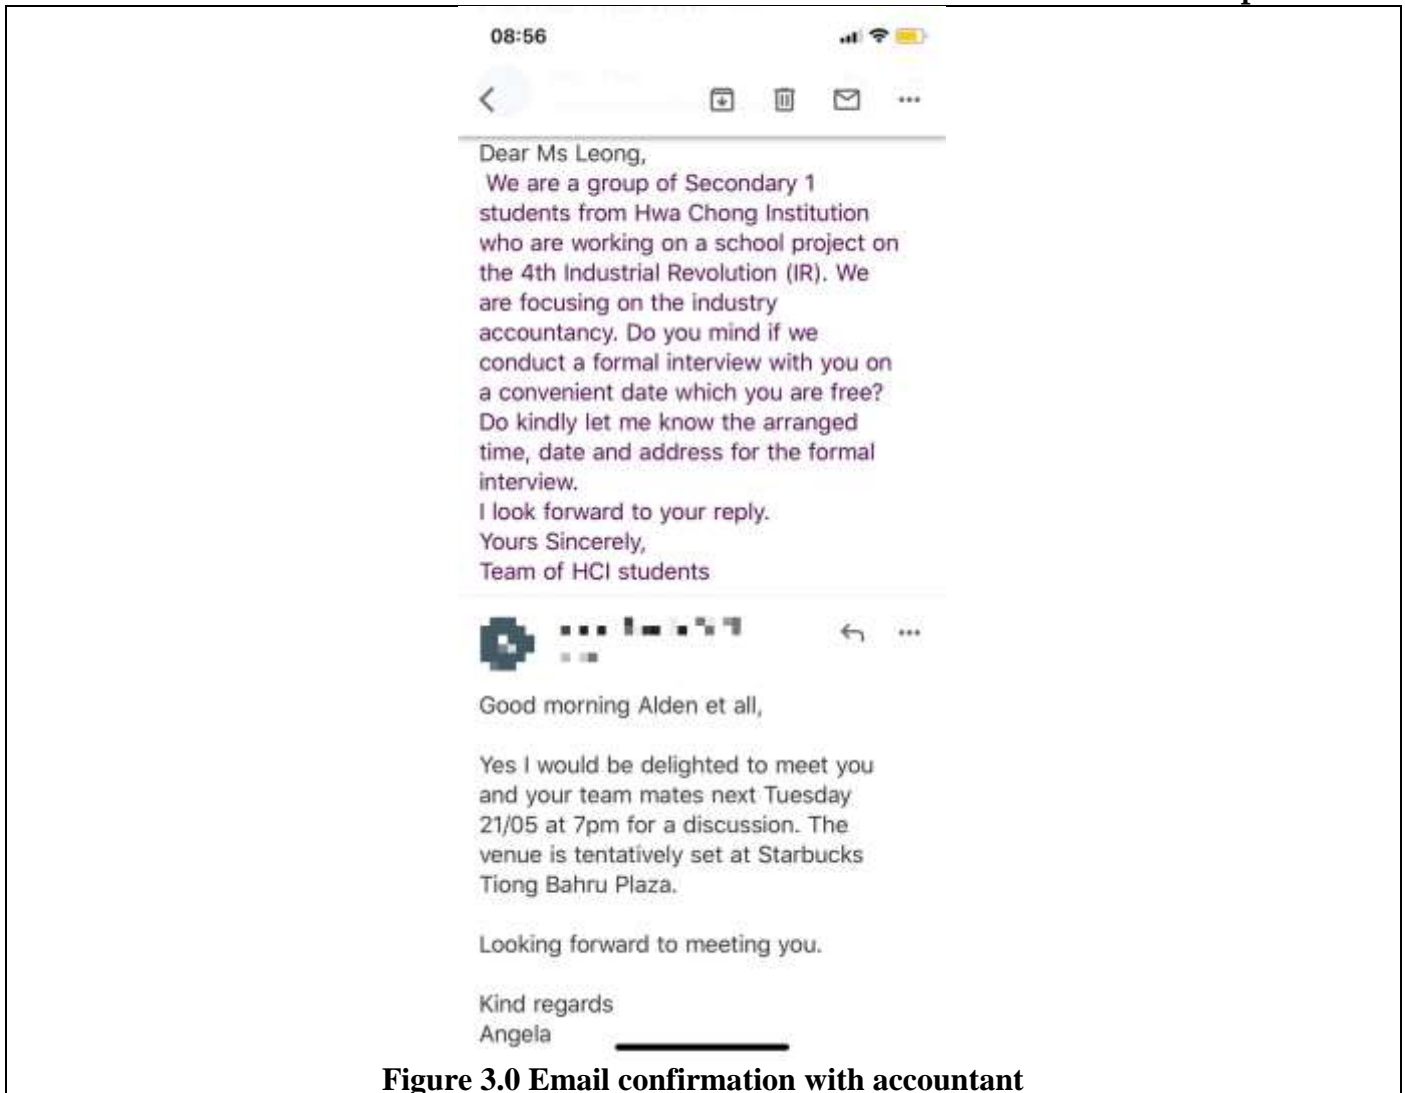 08:56
Dear Ms Leong,
We are a group of Secondary 1
students from Hwa Chong Institution
who are working on a school project on
the 4th Industrial Revolution (IR). We
are focusing on the industry
accountancy. Do you mind if we
conduct a formal interview with you on
a convenient date which you are free?
Do kindly let me know the arranged
time, date and address for the formal
interview.
I look forward to your reply.
Yours Sincerely,
Team of HCI students
Good morning Alden et all,
Yes I would be delighted to meet you
and your team mates next Tuesday
21/05 at 7pm for a discussion. The
venue is tentatively set at Starbucks
Tiong Bahru Plaza.
Looking forward to meeting you.
Kind regards
Angela
Figure 3.0 Email confirmation with accountant